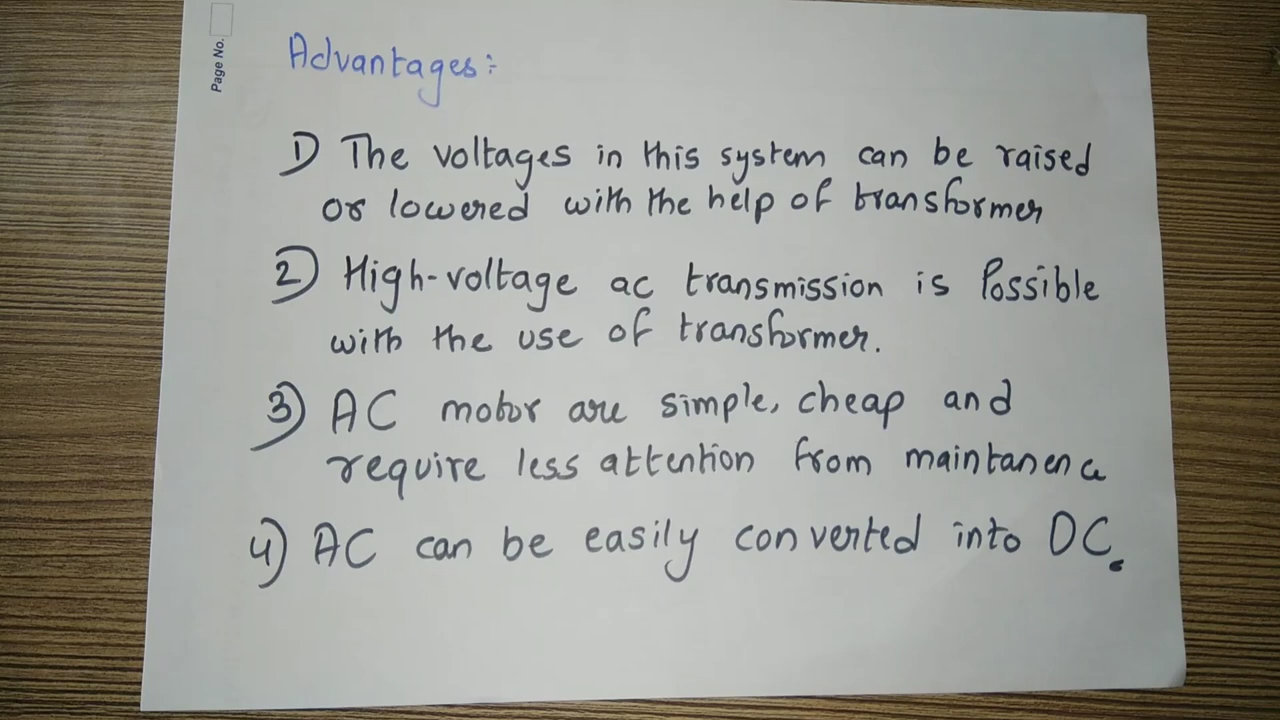 Page No.
Advantages:
1) The voltages in this system can be raised
or lowered with the help of transformer
2) High-voltage ac transmission is Possible
with the use of transformer.
3) AC motor are simple, cheap and
require less attention from maintanence
4) AC can be easily converted into DC.